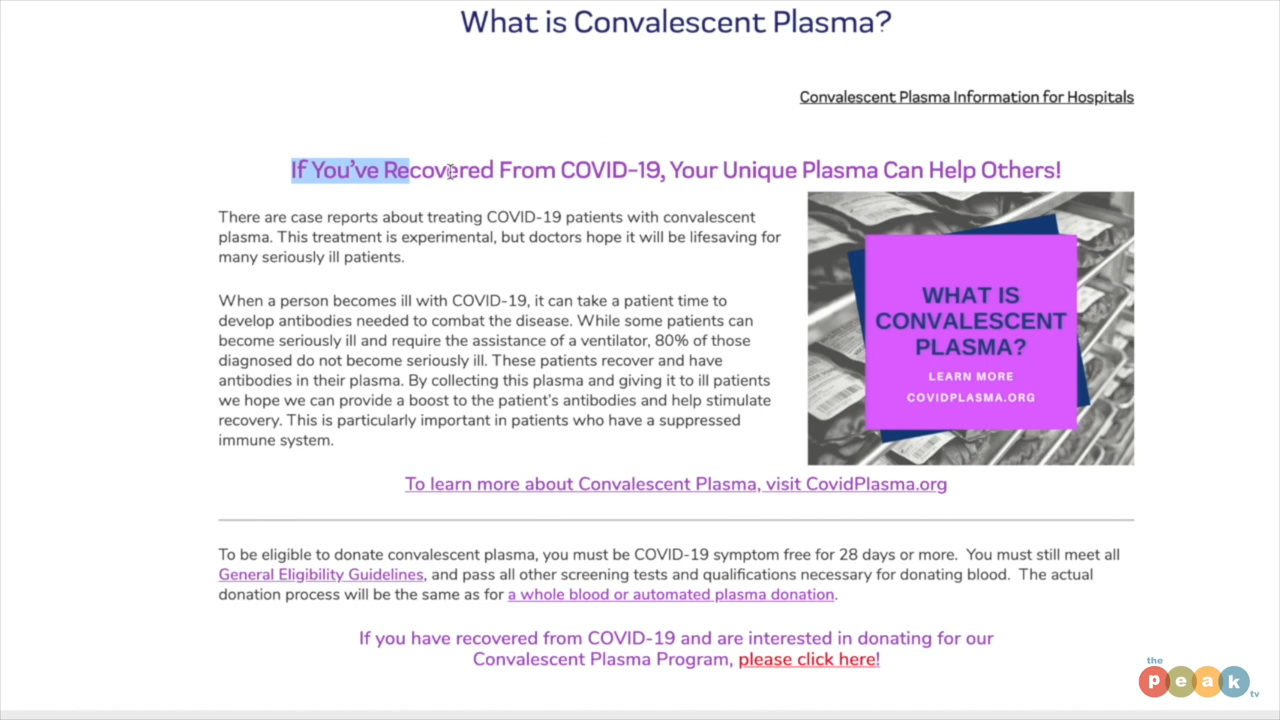 What is Convalescent Plasma?
Convalescent Plasma Information for Hospitals
If You've Recovered From COVID-19, Your Unique Plasma Can Help Others!
There are case reports about treating COVID-19 patients with convalescent
plasma. This treatment is experimental, but doctors hope it will be lifesaving for
many seriously ill patients.
When a person becomes ill with COVID-19, it can take a patient time to
develop antibodies needed to combat the disease. While some patients can
become seriously ill and require the assistance of a ventilator, 80% of those
diagnosed do not become seriously ill. These patients recover and have
antibodies in their plasma. By collecting this plasma and giving it to ill patients
we hope we can provide a boost to the patient's antibodies and help stimulate
recovery. This is particularly important in patients who have a suppressed
immune system.
WHAT IS
CONVALESCENT
PLASMA?
LEARN MORE
COVIDPLASMA.ORG
To learn more about Convalescent Plasma, visit CovidPlasma.org
To be eligible to donate convalescent plasma, you must be COVID-19 symptom free for 28 days or more. You must still meet all
General Eligibility Guidelines, and pass all other screening tests and qualifications necessary for donating blood. The actual
donation process will be the same as for a whole blood or automated plasma donation.
If you have recovered from COVID-19 and are interested in donating for our
Convalescent Plasma Program, please click here!
the
peak
tv